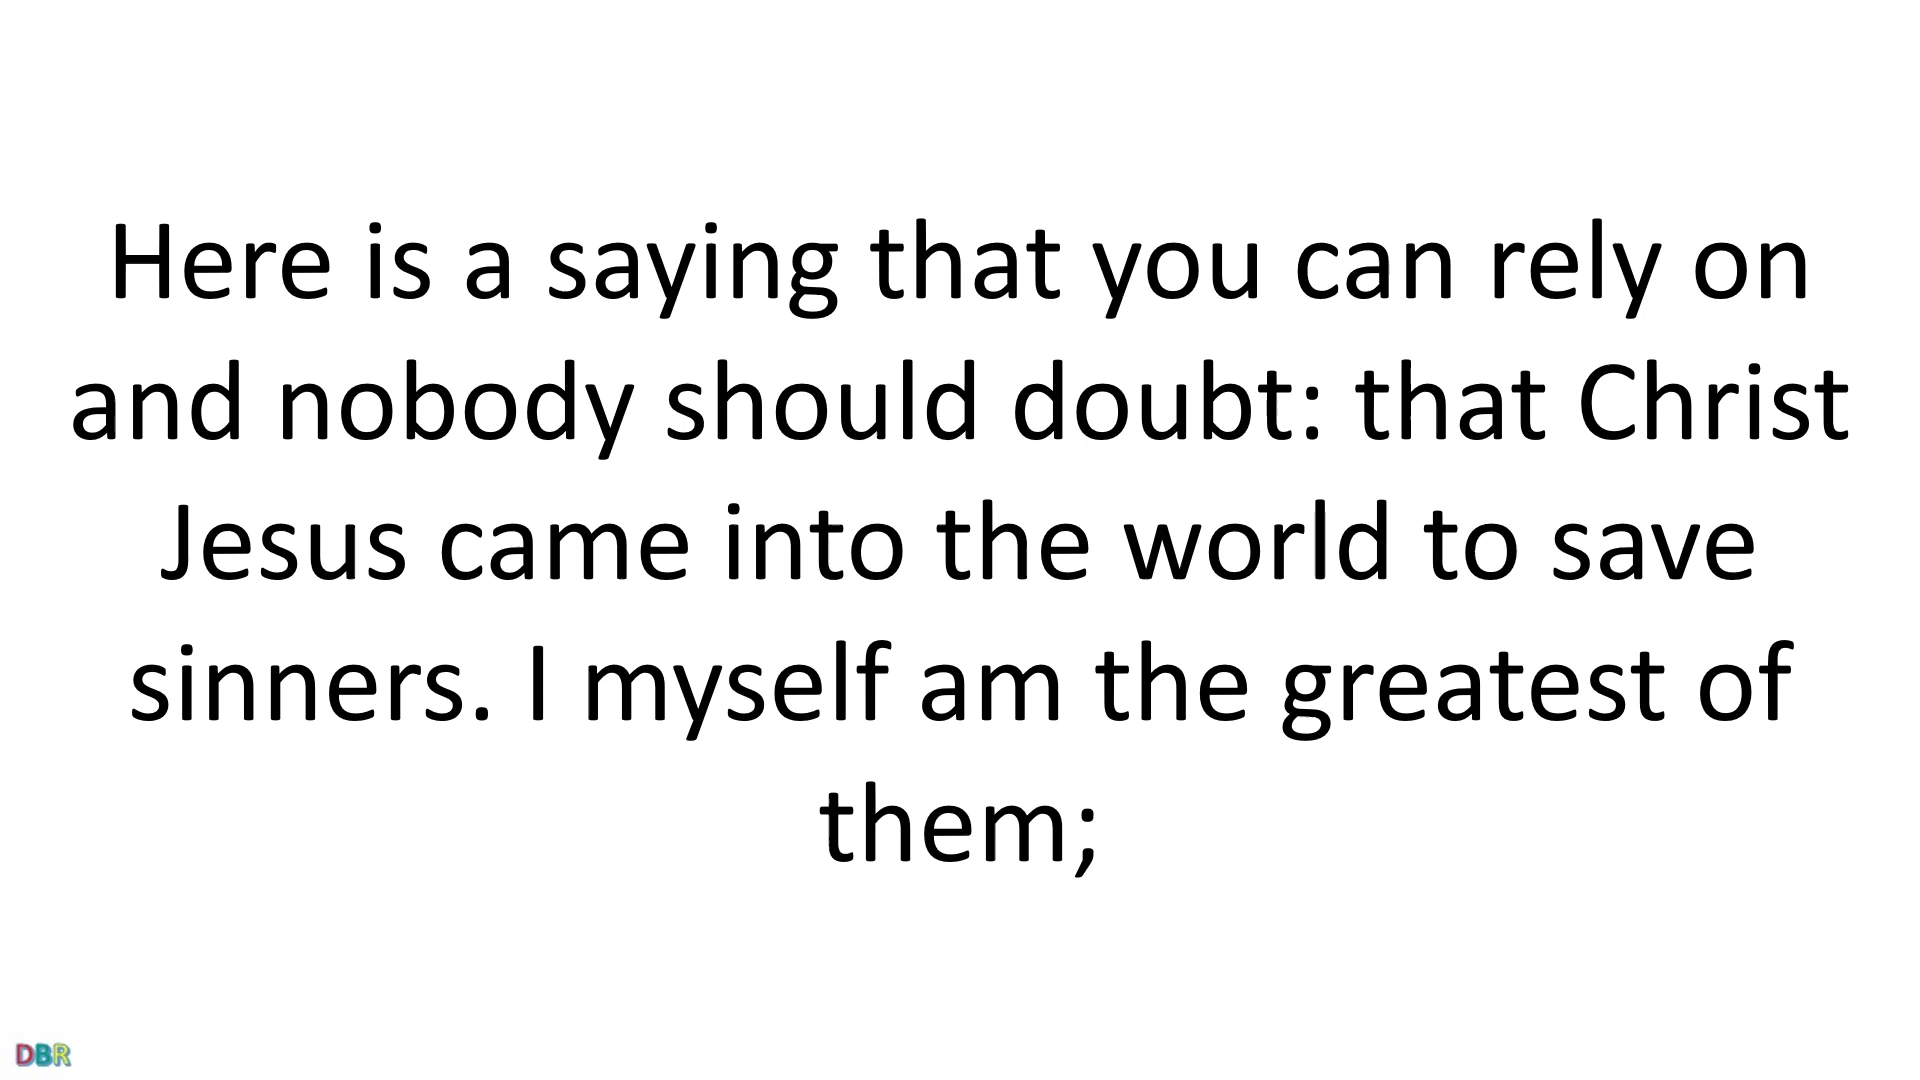 Here is a saying that you can rely on
and nobody should doubt: that Christ
Jesus came into the world to save
sinners. I myself am the greatest of
them;
DBR